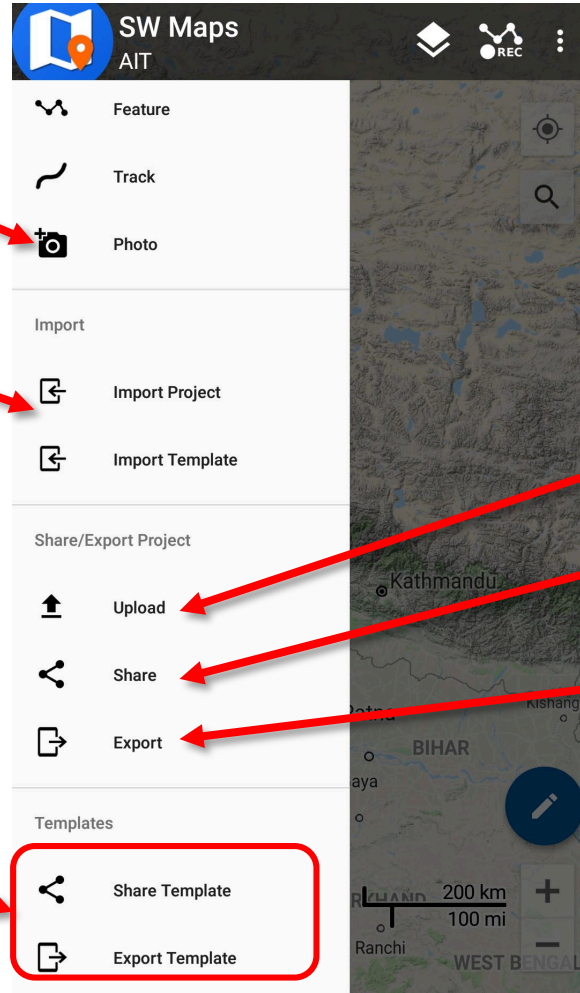 SW Maps
AIT
REC
Feature
Track
Photo
Import
Import Project
Import Template
Share/Export Project
Upload
Kathmandu
Share
Export
Kishang
BIHAR
aya
Templates
Share Template
200 km
100 mi
Ranchi
Export Template
WEST BENGAL